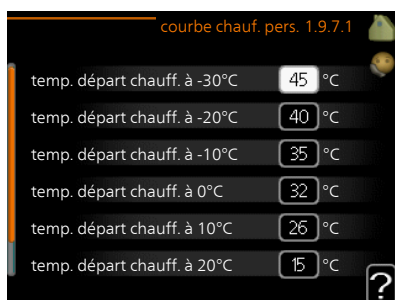 courbe chauf. pers. 1.9.7.1
temp. départ chauff. à -30°C 45 °C
temp. départ chauff. à -20°C 40 °C
temp. départ chauff. à -10°C 35 °C
temp. départ chauff. à 0°C 32 °C
temp. départ chauff. à 10°C 26 °C
temp. départ chauff. à 20°C 15 °C
?